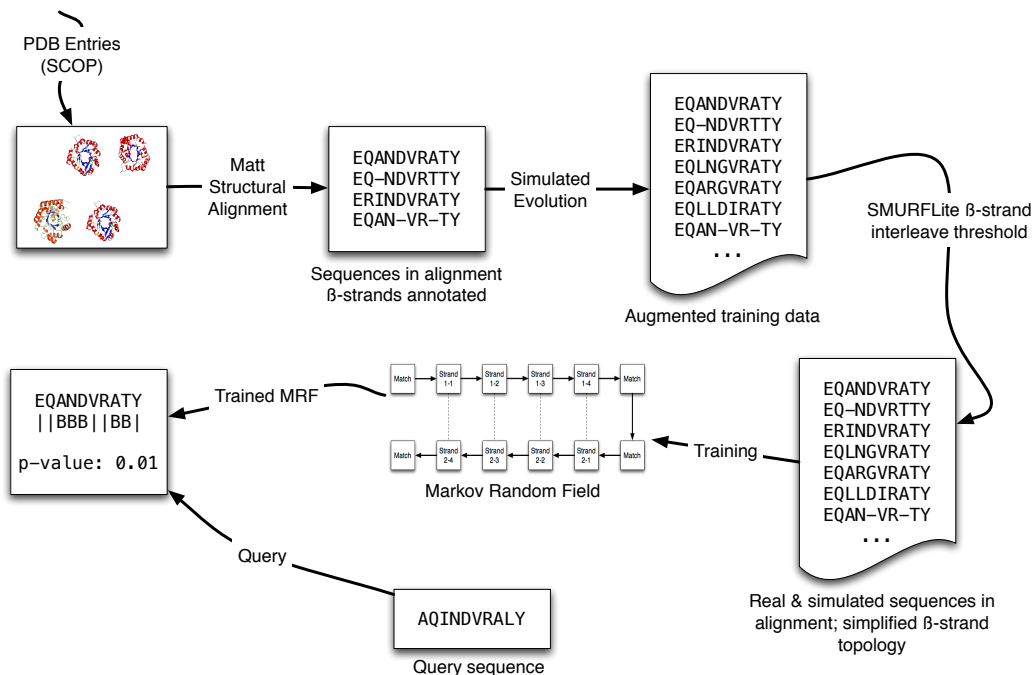 PDB Entries
(SCOP)
Matt
Structural
Alignment
EQANDVRATY
EQ-NDVRTTY
ERINDVRATY
EQAN-VR-TY
Sequences in alignment
ß-strands annotated
Simulated
Evolution
EQANDVRATY
EQ-NDVRTTY
ERINDVRATY
EQLNGVRATY
EQARGVRATY
EQLLDIRATY
EQAN-VR-TY
...
Augmented training data
SMURFLite ß-strand
interleave threshold
EQANDVRATY
EQ-NDVRTTY
ERINDVRATY
EQLNGVRATY
EQARGVRATY
EQLLDIRATY
EQAN-VR-TY
...
Real & simulated sequences in
alignment; simplified ß-strand
topology
Training
Match
Strand
1-1
Strand
1-2
Strand
1-3
Strand
1-4
Match
Match
Strand
2-4
Strand
2-3
Strand
2-2
Strand
2-1
Match
Markov Random Field
Trained MRF
EQANDVRATY
||BBB||BB|
p-value: 0.01
Query
AQINDVRALY
Query sequence